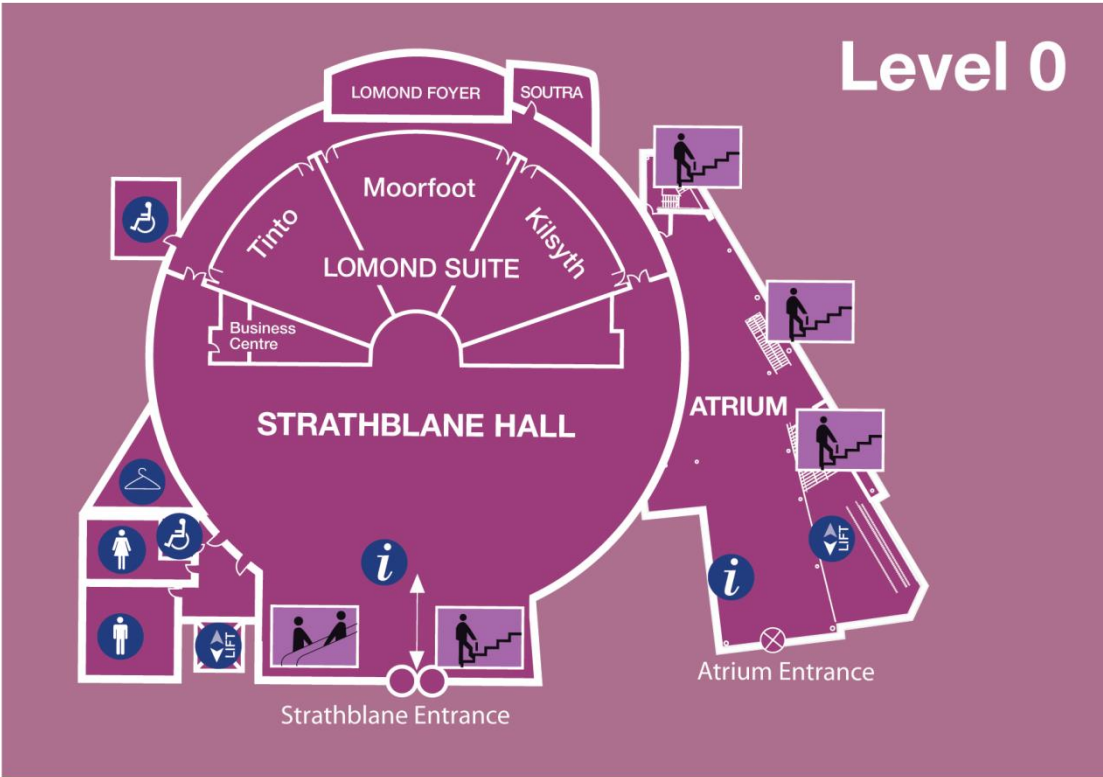 Level 0
LOMOND FOYER
SOUTRA
Moorfoot
Tinto
Kilsyth
LOMOND SUITE
Business
Centre
STRATHBLANE HALL
ATRIUM
i
i
LIFT
LIFT
Atrium Entrance
Strathblane Entrance